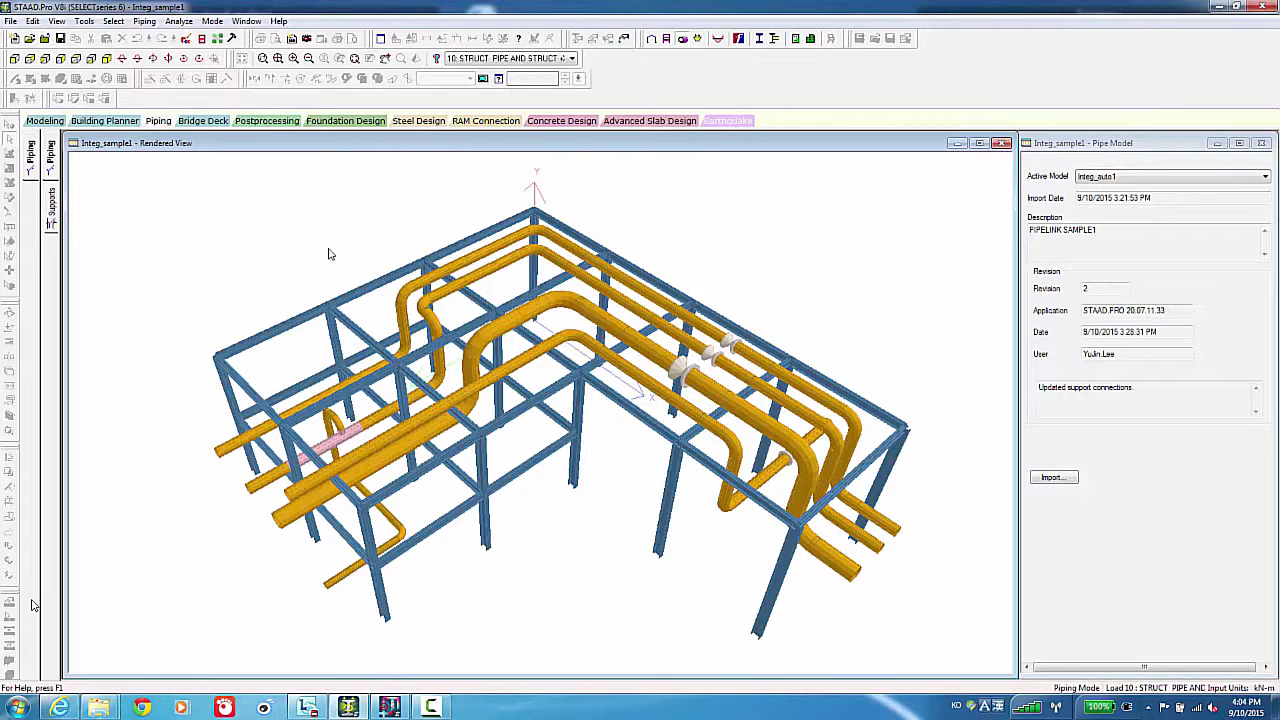 STAAD.Pro V8i (SELECTseries 6) - Integ_sample1
File Edit View Tools Select Piping Analyze Mode Window Help
10: STRUCT PIPE AND STRUCT
Modeling Building Planner Piping Bridge Deck Postprocessing Foundation Design Steel Design RAM Connection Concrete Design Advanced Slab Design Earthquake
Piping
Piping
Supports
Integ_sample1 - Rendered View
Y
X
Integ_sample1 - Pipe Model
Active Model Integ_auto1
Import Date 9/10/2015 3:21:53 PM
Description
PIPELINK SAMPLE1
Revision
Revision 2
Application STAAD.PRO 20.07.11.33
Date 9/10/2015 3:28:31 PM
User YuJin.Lee
Updated support connections.
Import...
For Help, press F1
Piping Mode Load 10 : STRUCT PIPE AND Input Units: kN-m
KO A 100% 4:04 PM
9/10/2015